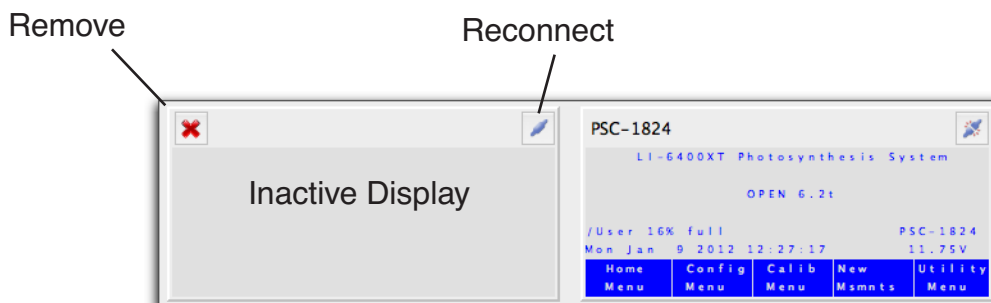 Remove
Reconnect
Inactive Display
PSC-1824
LI-6400XT Photosynthesis System
OPEN 6.2t
/User 16% full PSC-1824
Mon Jan 9 2012 12:27:17 11.75V
Home Config Calib New Utility
Menu Menu Menu Msmnts Menu